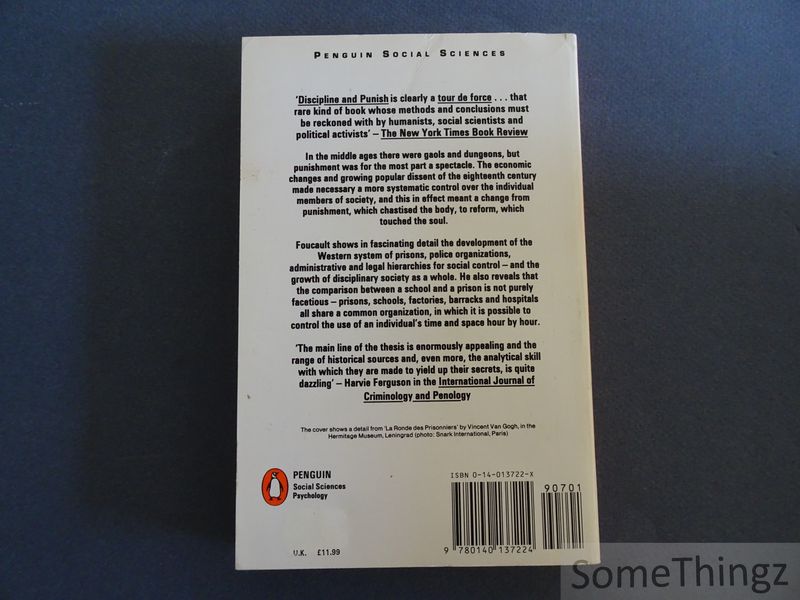 PENGUIN SOCIAL SCIENCES
'Discipline and Punish is clearly a tour de force . . . that
rare kind of book whose methods and conclusions must
be reckoned with by humanists, social scientists and
political activists' – The New York Times Book Review
In the middle ages there were gaols and dungeons, but
punishment was for the most part a spectacle. The economic
changes and growing popular dissent of the eighteenth century
made necessary a more systematic control over the individual
members of society, and this in effect meant a change from
punishment, which chastised the body, to reform, which
touched the soul.
Foucault shows in fascinating detail the development of the
Western system of prisons, police organizations,
administrative and legal hierarchies for social control – and the
growth of disciplinary society as a whole. He also reveals that
the comparison between a school and a prison is not purely
facetious – prisons, schools, factories, barracks and hospitals
all share a common organization, in which it is possible to
control the use of an individual's time and space hour by hour.
'The main line of the thesis is enormously appealing and the
range of historical sources and, even more, the analytical skill
with which they are made to yield up their secrets, is quite
dazzling' – Harvie Ferguson in the International Journal of
Criminology and Penology
The cover shows a detail from 'La Ronde des Prisonniers' by Vincent Van Gogh, in the
Hermitage Museum, Leningrad (photo: Snark International, Paris)
PENGUIN
Social Sciences
Psychology
U.K. £11.99
ISBN 0-14-013722-X
90701
9 780140 137224
SomeThingz